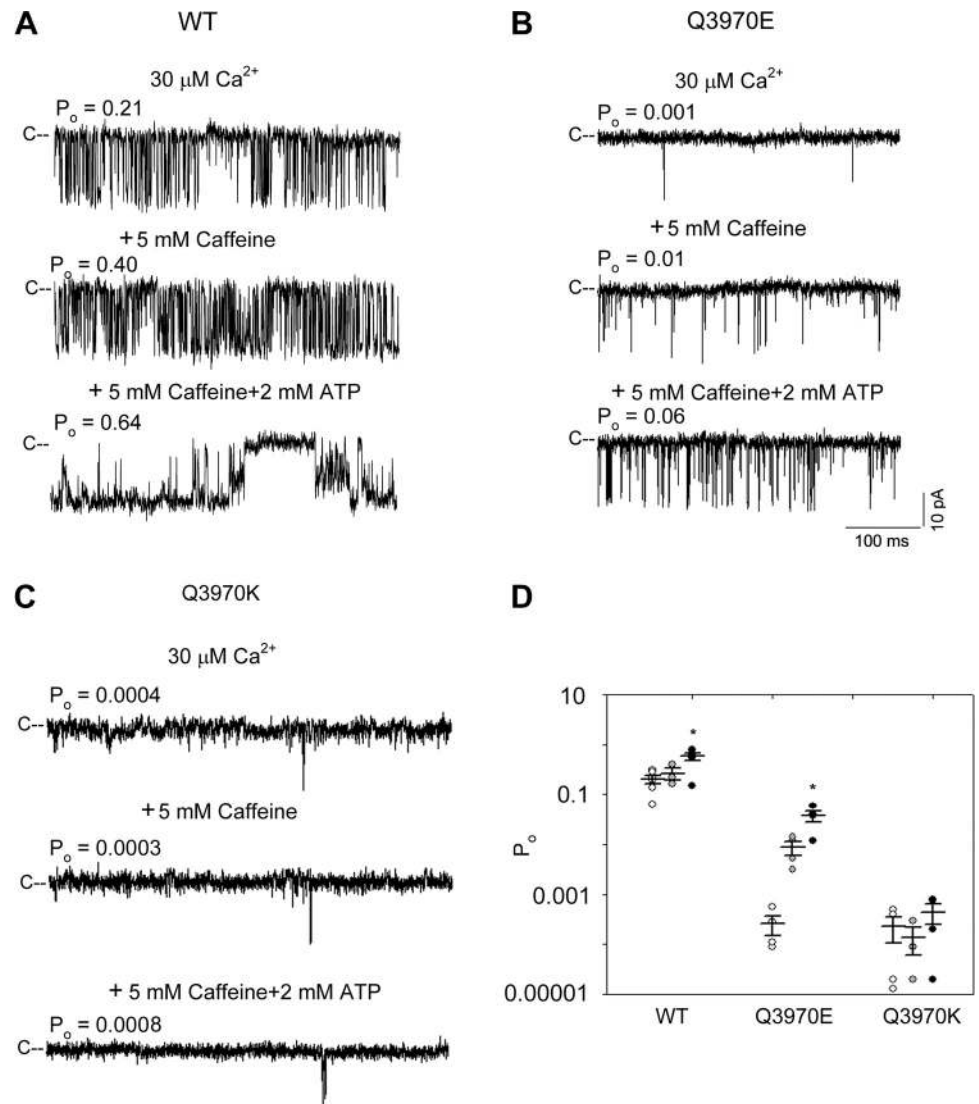 A
WT
30 μM Ca²⁺
Pₒ = 0.21
C--
+ 5 mM Caffeine
Pₒ = 0.40
C--
+ 5 mM Caffeine+2 mM ATP
Pₒ = 0.64
C--
B
Q3970E
30 μM Ca²⁺
Pₒ = 0.001
C--
+ 5 mM Caffeine
Pₒ = 0.01
C--
+ 5 mM Caffeine+2 mM ATP
Pₒ = 0.06
C--
10 pA
100 ms
C
Q3970K
30 μM Ca²⁺
Pₒ = 0.0004
C--
+ 5 mM Caffeine
Pₒ = 0.0003
C--
+ 5 mM Caffeine+2 mM ATP
Pₒ = 0.0008
C--
D
10
0.1
0.001
0.00001
Pₒ
*
*
WT
Q3970E
Q3970K